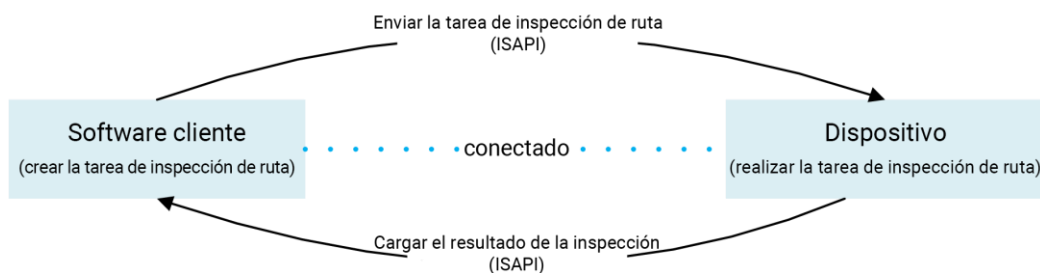 Enviar la tarea de inspección de ruta
(ISAPI)
Software cliente
(crear la tarea de inspección de ruta)
conectado
Dispositivo
(realizar la tarea de inspección de ruta)
Cargar el resultado de la inspección
(ISAPI)